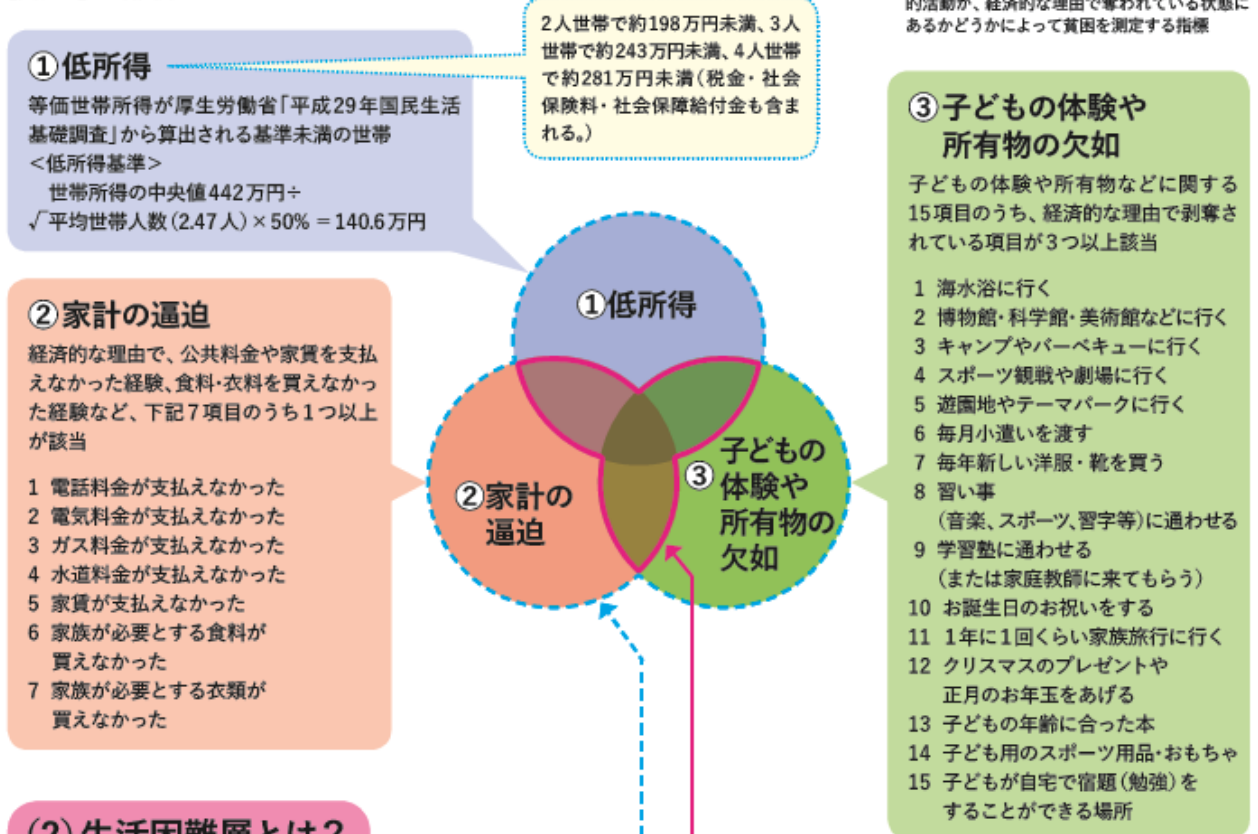 的活動が、経済的な理由で奪われている状態に
あるかどうかによって貧困を測定する指標
2人世帯で約198万円未満、3人
世帯で約243万円未満、4人世帯
で約281万円未満(税金・社会
保険料・社会保障給付金も含ま
れる。)
①低所得
等価世帯所得が厚生労働省「平成29年国民生活
基礎調査」から算出される基準未満の世帯
<低所得基準>
世帯所得の中央値442万円÷
√平均世帯人数(2.47人)×50%=140.6万円
②家計の逼迫
経済的な理由で、公共料金や家賃を支払
えなかった経験、食料・衣料を買えなかっ
た経験など、下記7項目のうち1つ以上
が該当
1 電話料金が支払えなかった
2 電気料金が支払えなかった
3 ガス料金が支払えなかった
4 水道料金が支払えなかった
5 家賃が支払えなかった
6 家族が必要とする食料が
買えなかった
7 家族が必要とする衣類が
買えなかった
①低所得
②家計の
逼迫
③子どもの
体験や
所有物の
欠如
③子どもの体験や
所有物の欠如
子どもの体験や所有物などに関する
15項目のうち、経済的な理由で剥奪さ
れている項目が3つ以上該当
1 海水浴に行く
2 博物館・科学館・美術館などに行く
3 キャンプやバーベキューに行く
4 スポーツ観戦や劇場に行く
5 遊園地やテーマパークに行く
6 毎月小遣いを渡す
7 毎年新しい洋服・靴を買う
8 習い事
(音楽、スポーツ、習字等)に通わせる
9 学習塾に通わせる
(または家庭教師に来てもらう)
10 お誕生日のお祝いをする
11 1年に1回くらい家族旅行に行く
12 クリスマスのプレゼントや
正月のお年玉をあげる
13 子どもの年齢に合った本
14 子ども用のスポーツ用品・おもちゃ
15 子どもが自宅で宿題(勉強)を
することができる場所
(2)生活困難層とは?